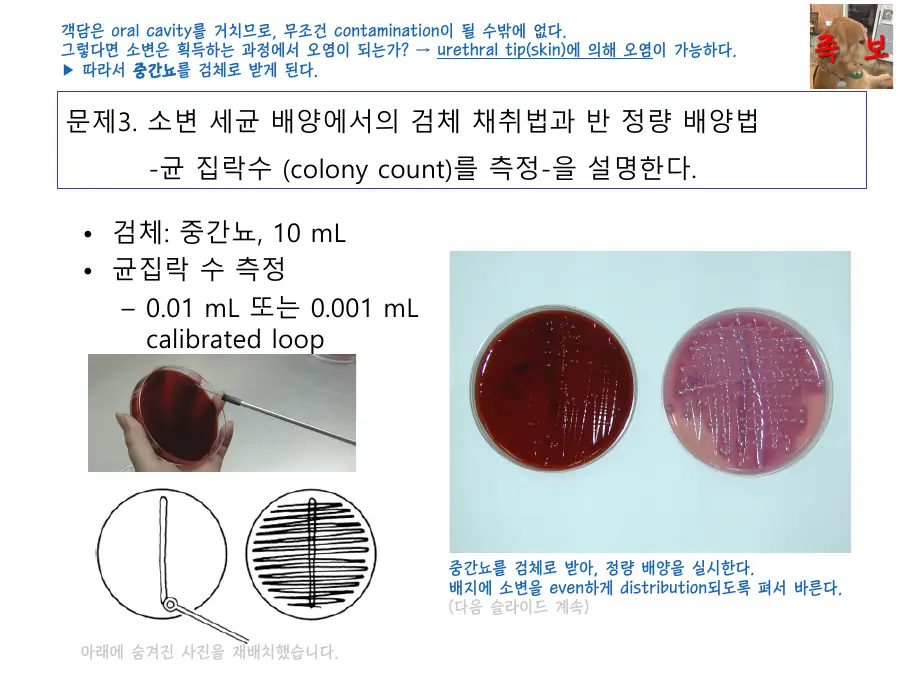 객담은 oral cavity를 거치므로, 무조건 contamination이 될 수밖에 없다.
그렇다면 소변은 획득하는 과정에서 오염이 되는가? → urethral tip(skin)에 의해 오염이 가능하다.
▶ 따라서 중간뇨를 검체로 받게 된다.
족 보
문제3. 소변 세균 배양에서의 검체 채취법과 반 정량 배양법
-균 집락수 (colony count)를 측정-을 설명한다.
• 검체: 중간뇨, 10 mL
• 균집락 수 측정
– 0.01 mL 또는 0.001 mL
calibrated loop
중간뇨를 검체로 받아, 정량 배양을 실시한다.
배지에 소변을 even하게 distribution되도록 펴서 바른다.
(다음 슬라이드 계속)
아래에 숨겨진 사진을 재배치했습니다.